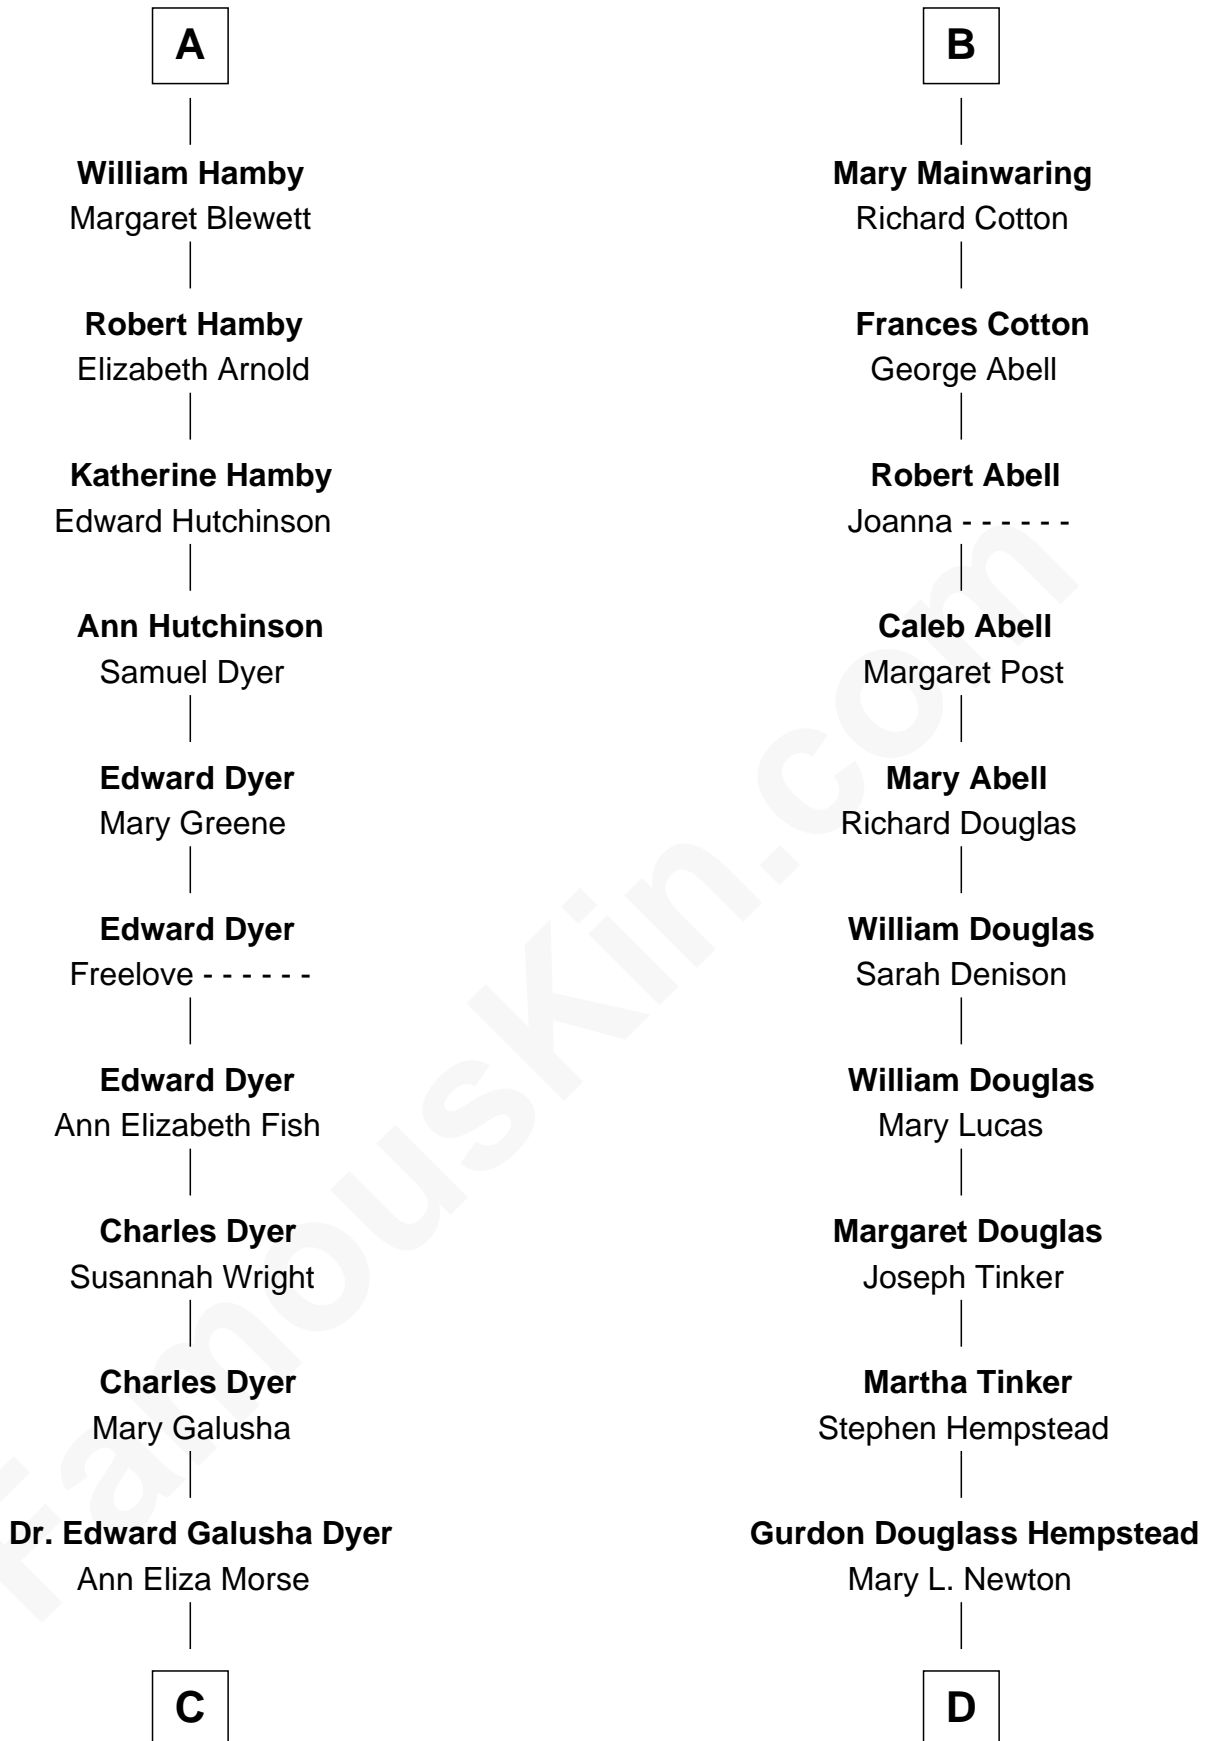 A
William Hamby
Margaret Blewett
Robert Hamby
Elizabeth Arnold
Katherine Hamby
Edward Hutchinson
Ann Hutchinson
Samuel Dyer
Edward Dyer
Mary Greene
Edward Dyer
Freelove - - - - - -
Edward Dyer
Ann Elizabeth Fish
Charles Dyer
Susannah Wright
Charles Dyer
Mary Galusha
Dr. Edward Galusha Dyer
Ann Eliza Morse
C
B
Mary Mainwaring
Richard Cotton
Frances Cotton
George Abell
Robert Abell
Joanna - - - - - -
Caleb Abell
Margaret Post
Mary Abell
Richard Douglas
William Douglas
Sarah Denison
William Douglas
Mary Lucas
Margaret Douglas
Joseph Tinker
Martha Tinker
Stephen Hempstead
Gurdon Douglass Hempstead
Mary L. Newton
D
FamousKin.com